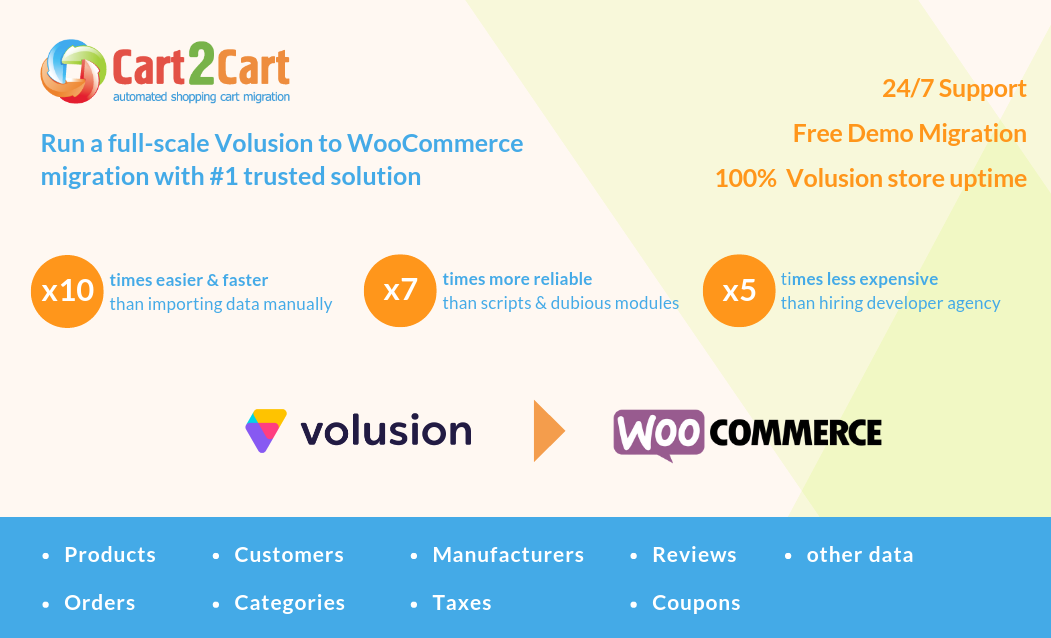 Cart2Cart
automated shopping cart migration
Run a full-scale Volusion to WooCommerce
migration with #1 trusted solution
24/7 Support
Free Demo Migration
100% Volusion store uptime
x10
times easier & faster
than importing data manually
x7
times more reliable
than scripts & dubious modules
x5
times less expensive
than hiring developer agency
volusion
WOO COMMERCE
• Products
• Customers
• Manufacturers
• Reviews
• other data
• Orders
• Categories
• Taxes
• Coupons